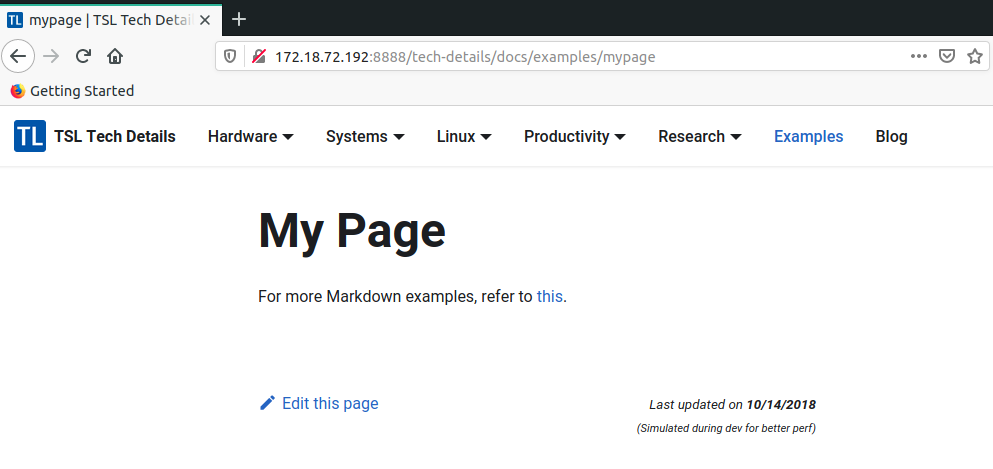 TL mypage | TSL Tech Detai
172.18.72.192:8888/tech-details/docs/examples/mypage
Getting Started
TL TSL Tech Details Hardware Systems Linux Productivity Research Examples Blog
My Page
For more Markdown examples, refer to this.
Edit this page Last updated on 10/14/2018
(Simulated during dev for better perf)